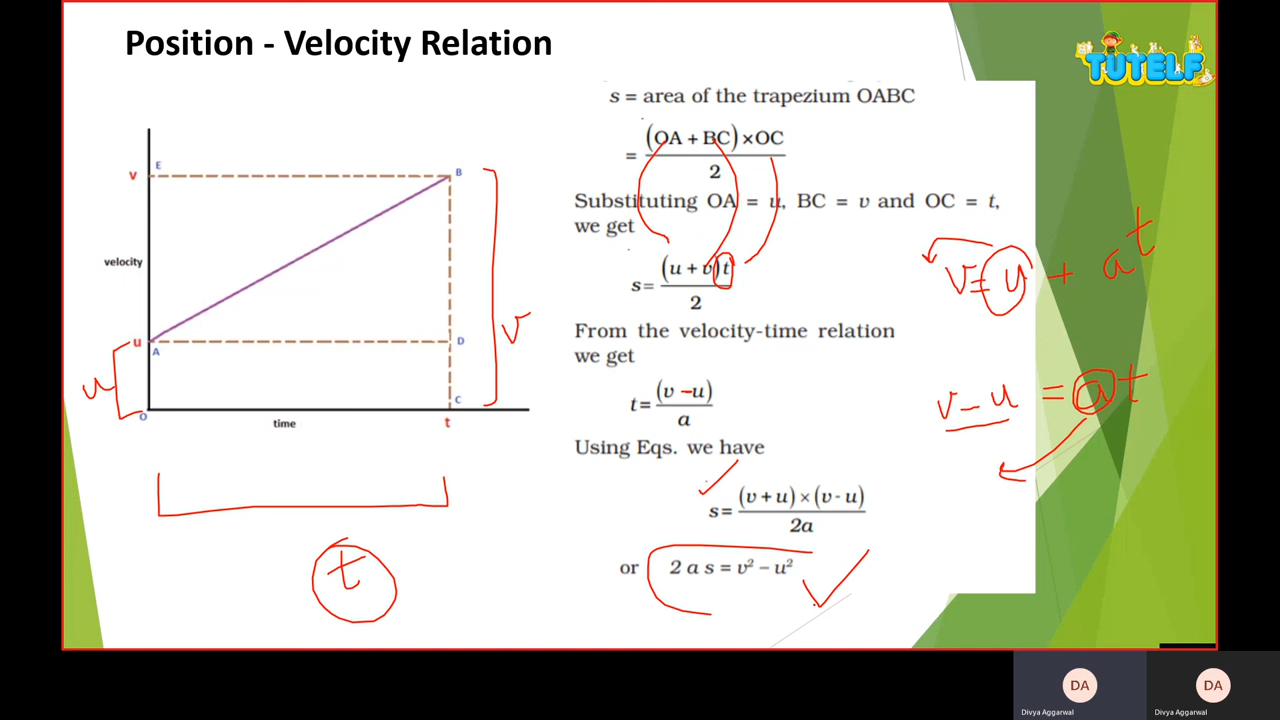 Position - Velocity Relation
TUTELF
s = area of the trapezium OABC
= (OA + BC) × OC
2
Substituting OA = u, BC = v and OC = t,
we get
s= (u + v)t
2
From the velocity-time relation
we get
t= (v – u)
a
Using Eqs. we have
s= (v + u) × (v - u)
2a
or 2 a s = v² – u²
v
E
B
velocity
u
A
D
C
O
time
t
u
v
t
v = u + at
v – u = at
DA
Divya Aggarwal
DA
Divya Aggarwal